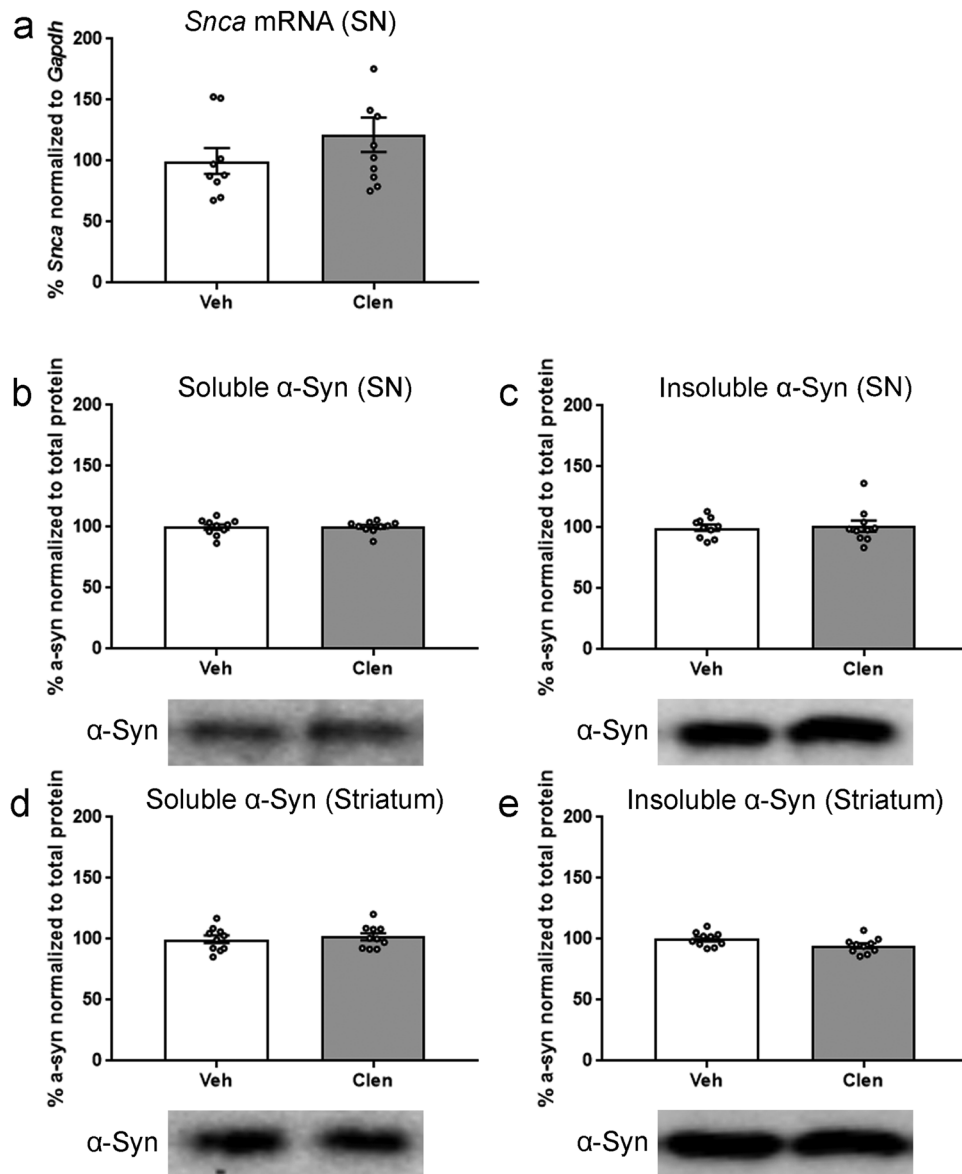 a
Snca mRNA (SN)
% Snca normalized to Gapdh
200
150
100
50
0
Veh Clen
b
Soluble α-Syn (SN)
% a-syn normalized to total protein
200
150
100
50
0
Veh Clen
α-Syn
c
Insoluble α-Syn (SN)
% a-syn normalized to total protein
200
150
100
50
0
Veh Clen
α-Syn
d
Soluble α-Syn (Striatum)
% a-syn normalized to total protein
200
150
100
50
0
Veh Clen
α-Syn
e
Insoluble α-Syn (Striatum)
% a-syn normalized to total protein
200
150
100
50
0
Veh Clen
α-Syn